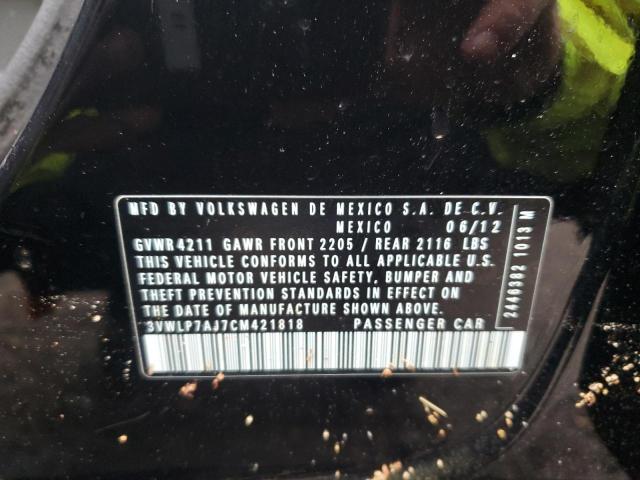 MFD BY VOLKSWAGEN DE MEXICO S.A. DE C.V.
MEXICO 06/12
GVWR 4211 GAWR FRONT 2205 / REAR 2116 LBS
THIS VEHICLE CONFORMS TO ALL APPLICABLE U.S.
FEDERAL MOTOR VEHICLE SAFETY, BUMPER AND
THEFT PREVENTION STANDARDS IN EFFECT ON
THE DATE OF MANUFACTURE SHOWN ABOVE.
3VWLP7AJ7CM421818 PASSENGER CAR
2446382 1013 M